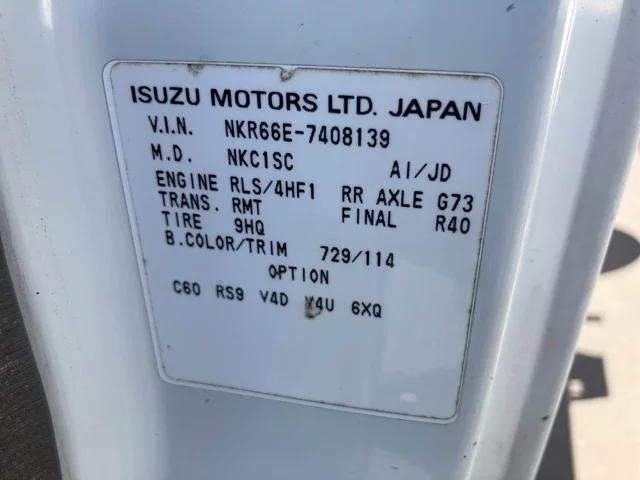 ISUZU MOTORS LTD. JAPAN
V.I.N. NKR66E-7408139
M.D. NKC1SC AI/JD
ENGINE RLS/4HF1 RR AXLE G73
TRANS. RMT FINAL R40
TIRE 9HQ
B.COLOR/TRIM 729/114
OPTION
C60 RS9 V4D V4U 6XQ